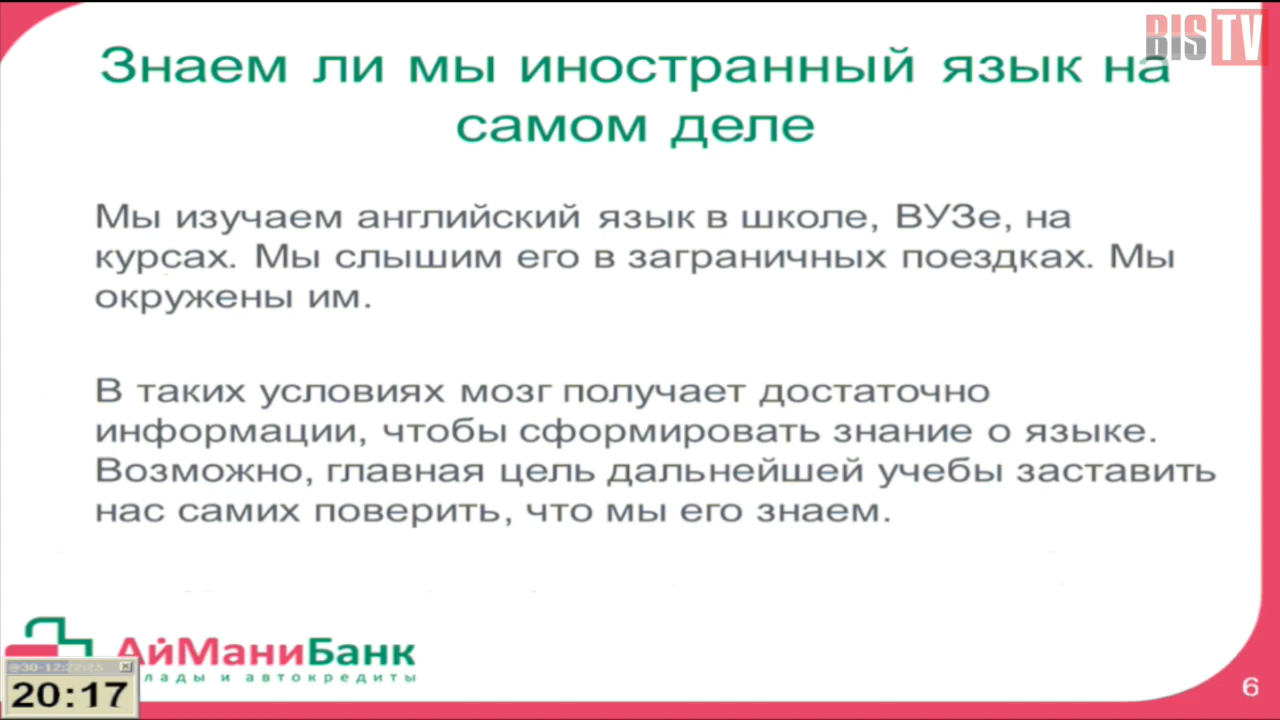 BIS TV
Знаем ли мы иностранный язык на
самом деле
Мы изучаем английский язык в школе, ВУЗе, на
курсах. Мы слышим его в заграничных поездках. Мы
окружены им.
В таких условиях мозг получает достаточно
информации, чтобы сформировать знание о языке.
Возможно, главная цель дальнейшей учебы заставить
нас самих поверить, что мы его знаем.
АйМаниБанк
лады и автокредиты
20:17
6